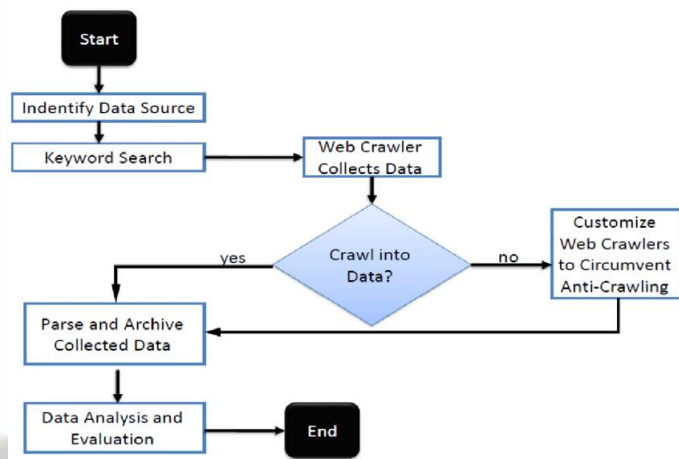 Start
Indentify Data Source
Keyword Search
Web Crawler
Collects Data
Crawl into
Data?
yes
no
Customize
Web Crawlers
to Circumvent
Anti-Crawling
Parse and Archive
Collected Data
Data Analysis and
Evaluation
End